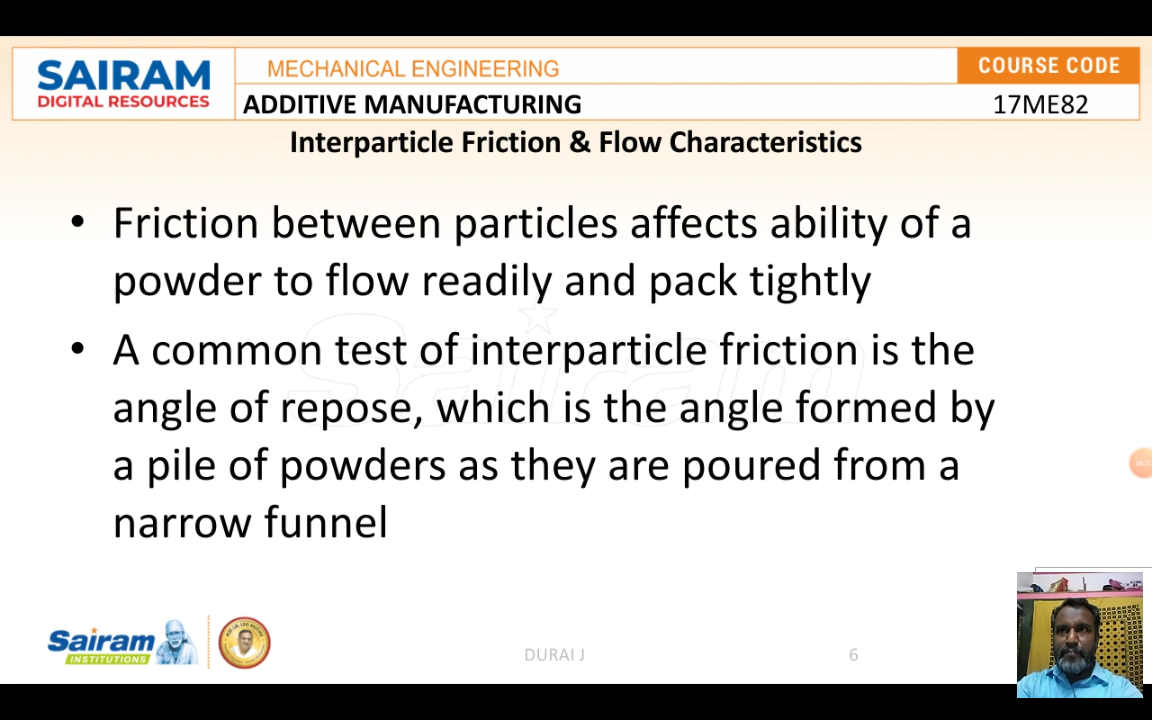 SAIRAM
DIGITAL RESOURCES
MECHANICAL ENGINEERING
COURSE CODE
ADDITIVE MANUFACTURING
17ME82
Interparticle Friction & Flow Characteristics
• Friction between particles affects ability of a
powder to flow readily and pack tightly
• A common test of interparticle friction is the
angle of repose, which is the angle formed by
a pile of powders as they are poured from a
narrow funnel
Sairam
Sairam
INSTITUTIONS
DURAI J
6